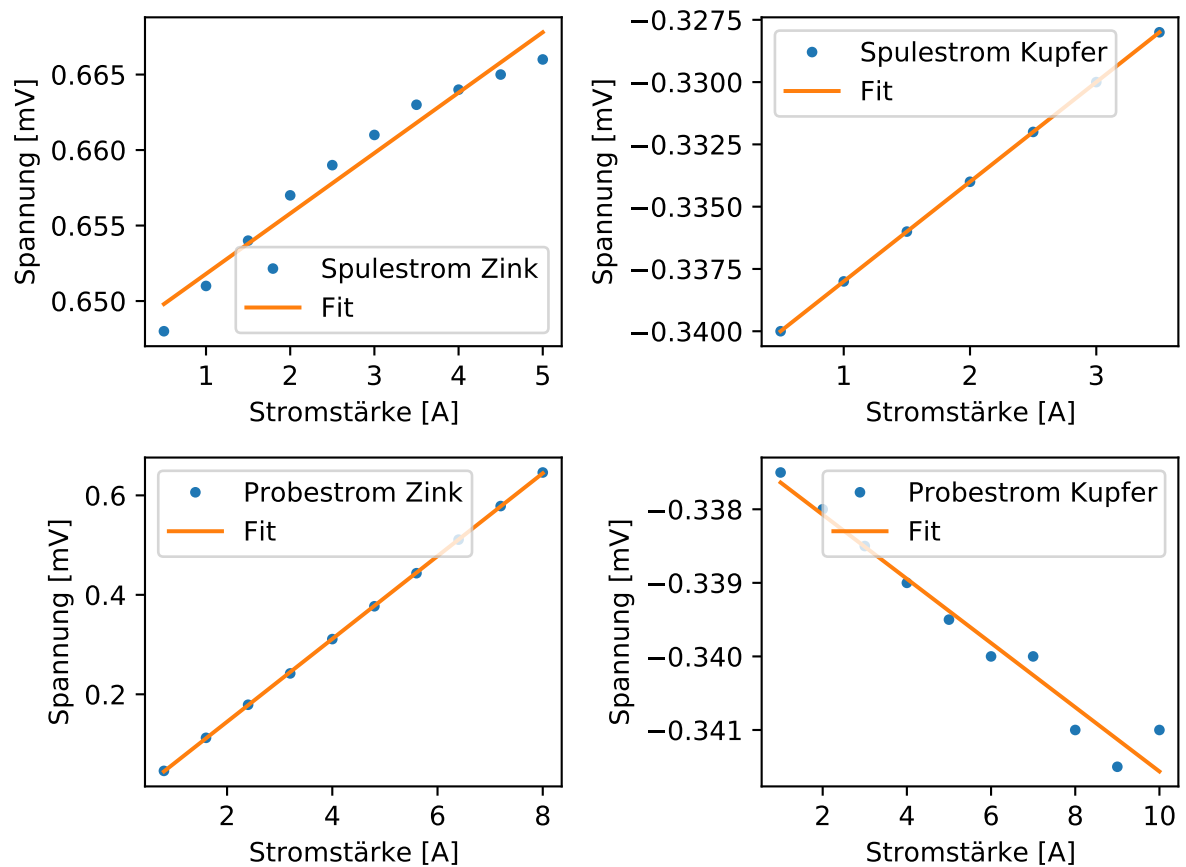 0.665
0.660
0.655
0.650
Spannung [mV]
Spulestrom Zink
Fit
1 2 3 4 5
Stromstärke [A]
−0.3275
−0.3300
−0.3325
−0.3350
−0.3375
−0.3400
Spannung [mV]
Spulestrom Kupfer
Fit
1 2 3
Stromstärke [A]
0.6
0.4
0.2
Spannung [mV]
Probestrom Zink
Fit
2 4 6 8
Stromstärke [A]
−0.338
−0.339
−0.340
−0.341
Spannung [mV]
Probestrom Kupfer
Fit
2 4 6 8 10
Stromstärke [A]